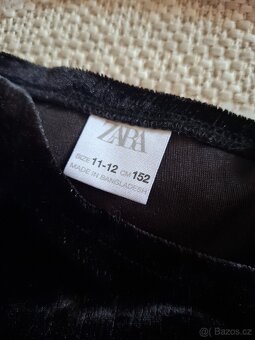 ZARA
SIZE 11-12 CM 152
MADE IN BANGLADESH
Bazos.cz